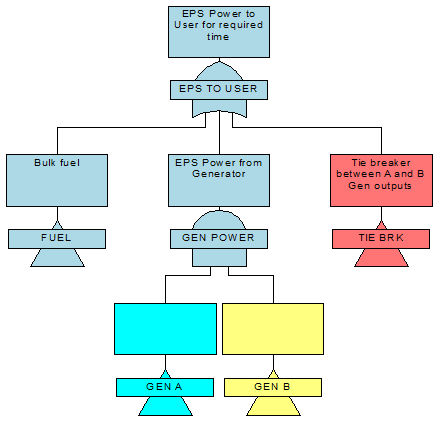 EPS Power to
User for required
time
EPS TO USER
Bulk fuel
EPS Power from
Generator
Tie breaker
between A and B
Gen outputs
FUEL
GEN POWER
TIE BRK
GEN A
GEN B